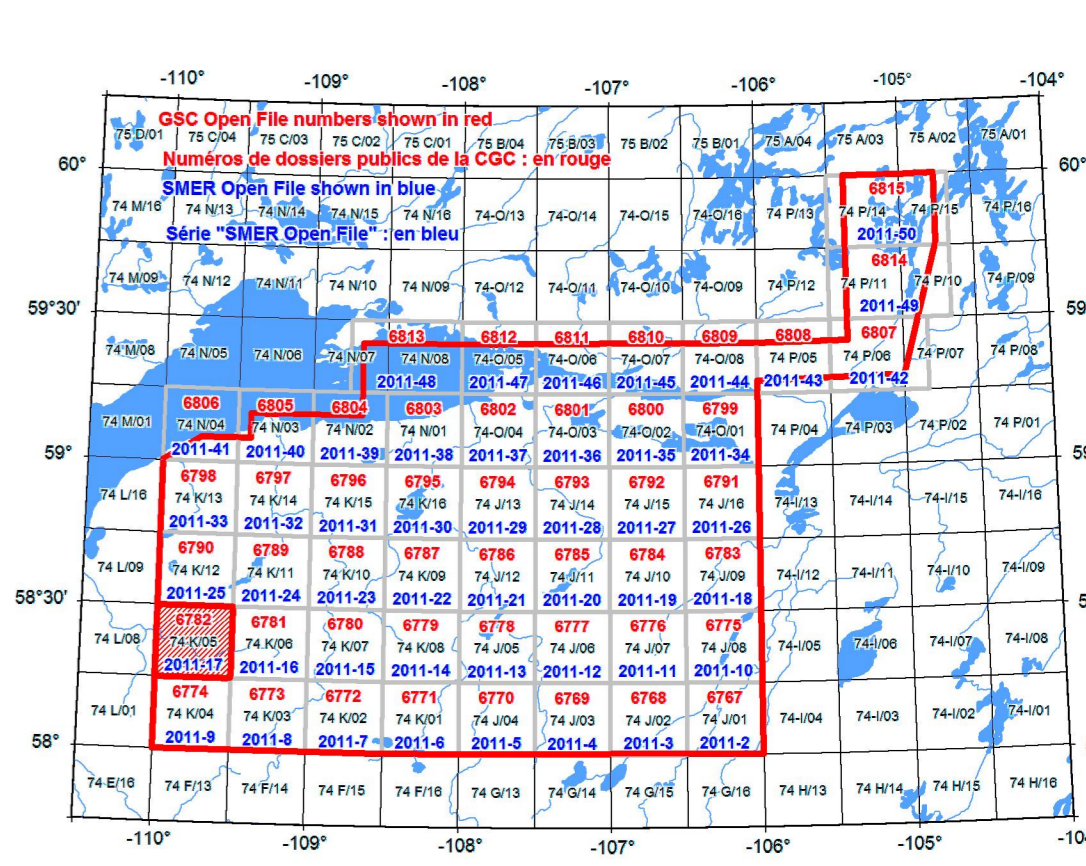 -110° -109° -108° -107° -106° -105° -104°
GSC Open File numbers shown in red
75 D/01 75 C/04 75 C/03 75 C/02 75 C/01 75 B/04 75 B/03 75 B/02 75 B/01 75 A/04 75 A/03 75 A/02 75 A/01
Numéros de dossiers publics de la CGC : en rouge
60° 60°
SMER Open File shown in blue
6815
74 M/16 74 N/13 74 N/14 74 N/15 74 N/16 74-O/13 74-O/14 74-O/15 74-O/16 74 P/13 74 P/14 74 P/15 74 P/16
Série "SMER Open File" : en bleu
2011-50
6814
74 M/09 74 N/12 74 N/11 74 N/10 74 N/09 74-O/12 74-O/11 74-O/10 74-O/09 74 P/12 74 P/11 74 P/10 74 P/09
59°30' 59°30'
2011-49
6813 6812 6811 6810 6809 6808 6807
74 M/08 74 N/05 74 N/06 74 N/07 74 N/08 74-O/05 74-O/06 74-O/07 74-O/08 74 P/05 74 P/06 74 P/07 74 P/08
2011-48 2011-47 2011-46 2011-45 2011-44 2011-43 2011-42
6806 6805 6804 6803 6802 6801 6800 6799
74 M/01 74 N/04 74 N/03 74 N/02 74 N/01 74-O/04 74-O/03 74-O/02 74-O/01 74 P/04 74 P/03 74 P/02 74 P/01
59° 59°
2011-41 2011-40 2011-39 2011-38 2011-37 2011-36 2011-35 2011-34
6798 6797 6796 6795 6794 6793 6792 6791
74 L/16 74 K/13 74 K/14 74 K/15 74 K/16 74 J/13 74 J/14 74 J/15 74 J/16 74-I/13 74-I/14 74-I/15 74-I/16
2011-33 2011-32 2011-31 2011-30 2011-29 2011-28 2011-27 2011-26
6790 6789 6788 6787 6786 6785 6784 6783
74 L/09 74 K/12 74 K/11 74 K/10 74 K/09 74 J/12 74 J/11 74 J/10 74 J/09 74-I/12 74-I/11 74-I/10 74-I/09
2011-25 2011-24 2011-23 2011-22 2011-21 2011-20 2011-19 2011-18
58°30'
6782 6781 6780 6779 6778 6777 6776 6775
74 L/08 74 K/05 74 K/06 74 K/07 74 K/08 74 J/05 74 J/06 74 J/07 74 J/08 74-I/05 74-I/06 74-I/07 74-I/08
2011-17 2011-16 2011-15 2011-14 2011-13 2011-12 2011-11 2011-10
6774 6773 6772 6771 6770 6769 6768 6767
74 L/01 74 K/04 74 K/03 74 K/02 74 K/01 74 J/04 74 J/03 74 J/02 74 J/01 74-I/04 74-I/03 74-I/02 74-I/01
2011-9 2011-8 2011-7 2011-6 2011-5 2011-4 2011-3 2011-2
58°
74 E/16 74 F/13 74 F/14 74 F/15 74 F/16 74 G/13 74 G/14 74 G/15 74 G/16 74 H/13 74 H/14 74 H/15 74 H/16
-110° -109° -108° -107° -106° -105°